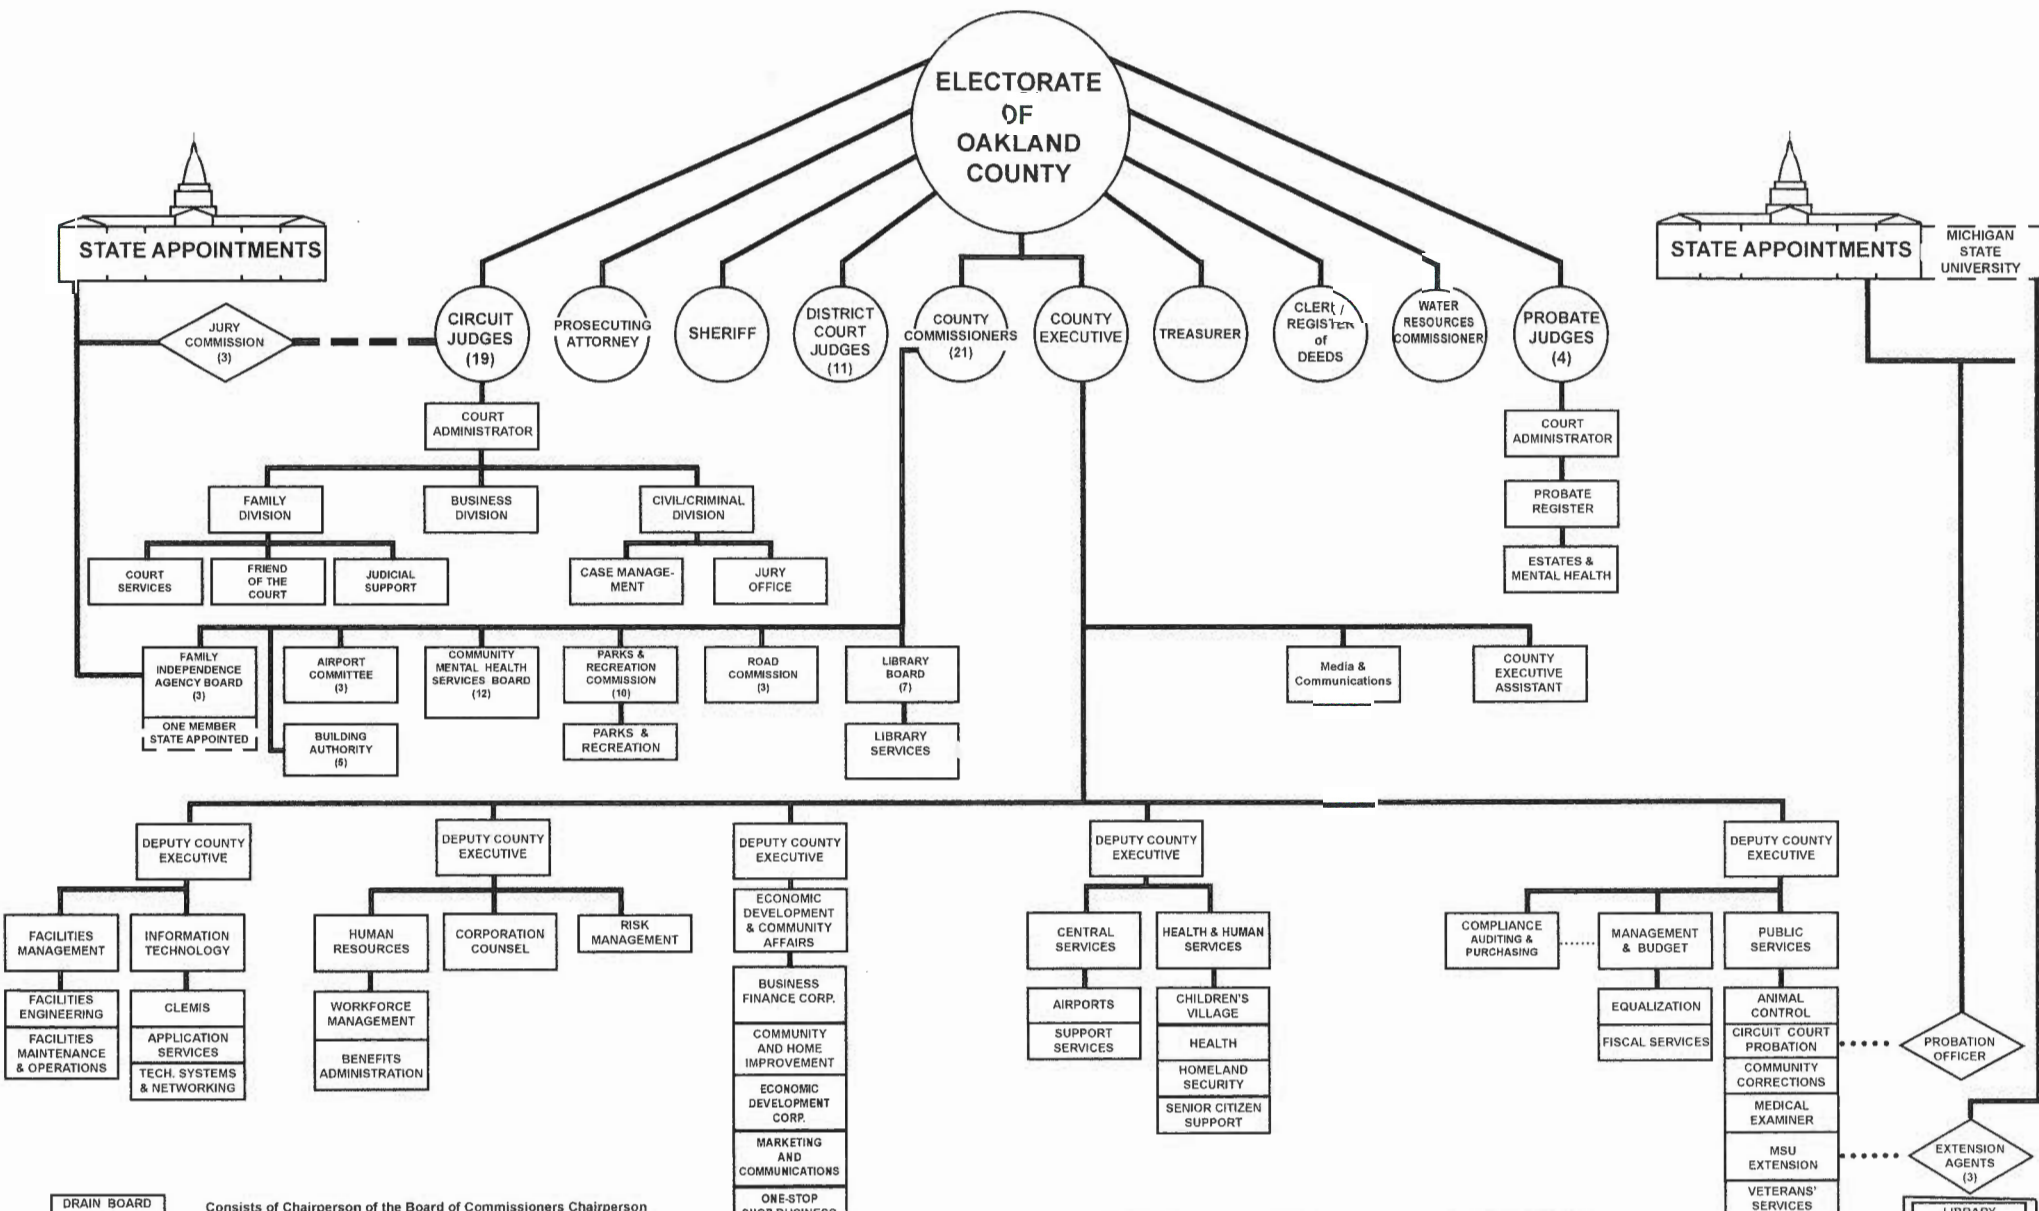 ELECTORATE
OF
OAKLAND
COUNTY
STATE APPOINTMENTS
STATE APPOINTMENTS
MICHIGAN
STATE
UNIVERSITY
JURY
COMMISSION
(3)
CIRCUIT
JUDGES
(19)
PROSECUTING
ATTORNEY
SHERIFF
DISTRICT
COURT
JUDGES
(11)
COUNTY
COMMISSIONERS
(21)
COUNTY
EXECUTIVE
TREASURER
CLERK /
REGISTER
of
DEEDS
WATER
RESOURCES
COMMISSIONER
PROBATE
JUDGES
(4)
COURT
ADMINISTRATOR
COURT
ADMINISTRATOR
FAMILY
DIVISION
BUSINESS
DIVISION
CIVIL/CRIMINAL
DIVISION
PROBATE
REGISTER
COURT
SERVICES
FRIEND
OF THE
COURT
JUDICIAL
SUPPORT
CASE MANAGE-
MENT
JURY
OFFICE
ESTATES &
MENTAL HEALTH
FAMILY
INDEPENDENCE
AGENCY BOARD
(3)
ONE MEMBER
STATE APPOINTED
AIRPORT
COMMITTEE
(3)
BUILDING
AUTHORITY
(5)
COMMUNITY
MENTAL HEALTH
SERVICES BOARD
(12)
PARKS &
RECREATION
COMMISSION
(10)
PARKS &
RECREATION
ROAD
COMMISSION
(3)
LIBRARY
BOARD
(7)
LIBRARY
SERVICES
Media &
Communications
COUNTY
EXECUTIVE
ASSISTANT
DEPUTY COUNTY
EXECUTIVE
DEPUTY COUNTY
EXECUTIVE
DEPUTY COUNTY
EXECUTIVE
DEPUTY COUNTY
EXECUTIVE
DEPUTY COUNTY
EXECUTIVE
FACILITIES
MANAGEMENT
FACILITIES
ENGINEERING
FACILITIES
MAINTENANCE
& OPERATIONS
INFORMATION
TECHNOLOGY
CLEMIS
APPLICATION
SERVICES
TECH. SYSTEMS
& NETWORKING
HUMAN
RESOURCES
WORKFORCE
MANAGEMENT
BENEFITS
ADMINISTRATION
CORPORATION
COUNSEL
RISK
MANAGEMENT
ECONOMIC
DEVELOPMENT
& COMMUNITY
AFFAIRS
BUSINESS
FINANCE CORP.
COMMUNITY
AND HOME
IMPROVEMENT
ECONOMIC
DEVELOPMENT
CORP.
MARKETING
AND
COMMUNICATIONS
ONE-STOP
SHOP BUSINESS
CENTRAL
SERVICES
AIRPORTS
SUPPORT
SERVICES
HEALTH & HUMAN
SERVICES
CHILDREN'S
VILLAGE
HEALTH
HOMELAND
SECURITY
SENIOR CITIZEN
SUPPORT
COMPLIANCE
AUDITING &
PURCHASING
MANAGEMENT
& BUDGET
EQUALIZATION
FISCAL SERVICES
PUBLIC
SERVICES
ANIMAL
CONTROL
CIRCUIT COURT
PROBATION
COMMUNITY
CORRECTIONS
MEDICAL
EXAMINER
MSU
EXTENSION
VETERANS'
SERVICES
PROBATION
OFFICER
EXTENSION
AGENTS
(3)
LIBRARY
DRAIN BOARD
Consists of Chairperson of the Board of Commissioners Chairperson